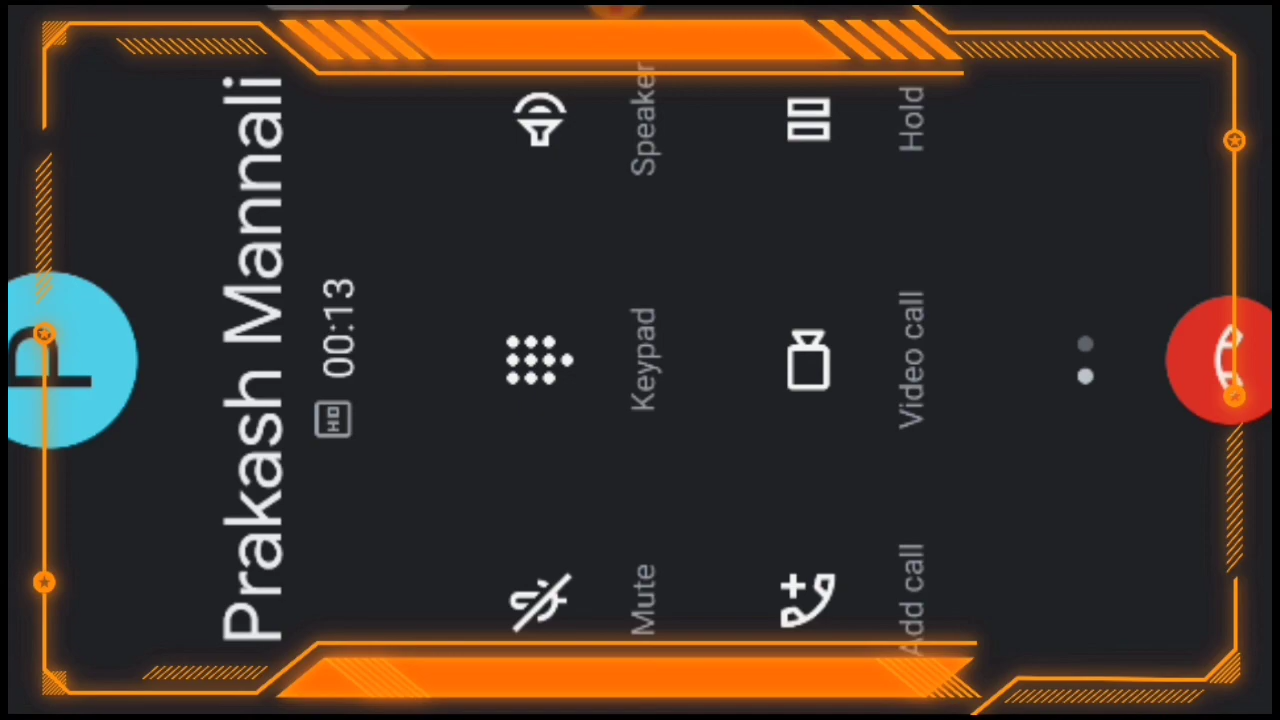 P
Prakash Mannali
HD 00:13
Mute Keypad Speaker
Add call Video call Hold